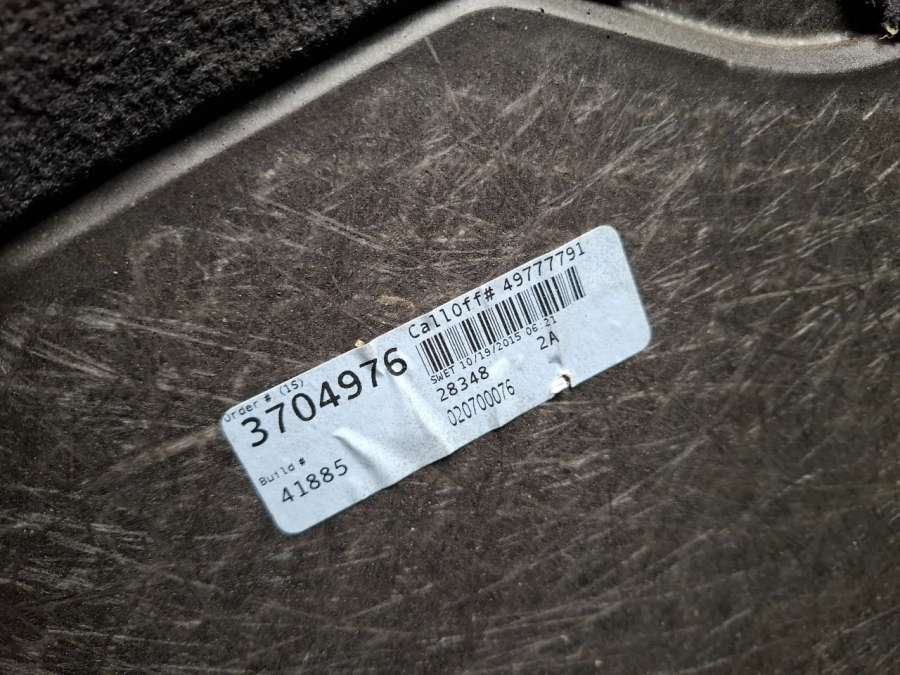 Order # (1S)
3704976
Build #
41885
Calloff# 49777791
SWET 10/19/2015 06 21
28348 2A
020700076